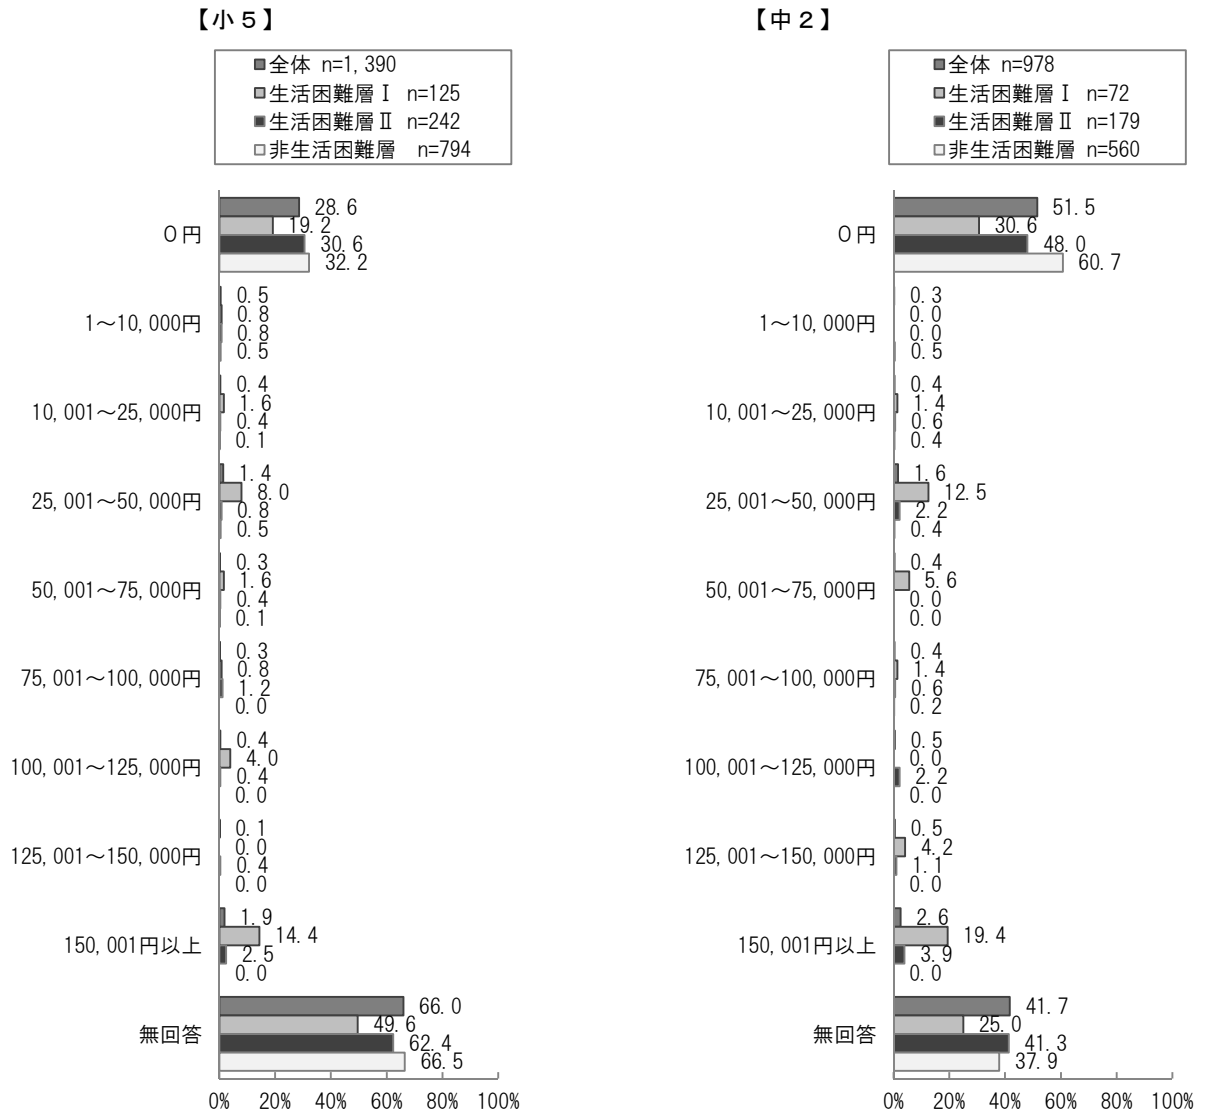 【小５】
■全体 n=1,390
■生活困難層Ⅰ n=125
■生活困難層Ⅱ n=242
□非生活困難層 n=794
０円
28.6
19.2
30.6
32.2
1～10,000円
0.5
0.8
0.8
0.5
10,001～25,000円
0.4
1.6
0.4
0.1
25,001～50,000円
1.4
8.0
0.8
0.5
50,001～75,000円
0.3
1.6
0.4
0.1
75,001～100,000円
0.3
0.8
1.2
0.0
100,001～125,000円
0.4
4.0
0.4
0.0
125,001～150,000円
0.1
0.0
0.4
0.0
150,001円以上
1.9
14.4
2.5
0.0
無回答
66.0
49.6
62.4
66.5
0% 20% 40% 60% 80% 100%
【中２】
■全体 n=978
■生活困難層Ⅰ n=72
■生活困難層Ⅱ n=179
□非生活困難層 n=560
０円
51.5
30.6
48.0
60.7
1～10,000円
0.3
0.0
0.0
0.5
10,001～25,000円
0.4
1.4
0.6
0.4
25,001～50,000円
1.6
12.5
2.2
0.4
50,001～75,000円
0.4
5.6
0.0
0.0
75,001～100,000円
0.4
1.4
0.6
0.2
100,001～125,000円
0.5
0.0
2.2
0.0
125,001～150,000円
0.5
4.2
1.1
0.0
150,001円以上
2.6
19.4
3.9
0.0
無回答
41.7
25.0
41.3
37.9
0% 20% 40% 60% 80% 100%